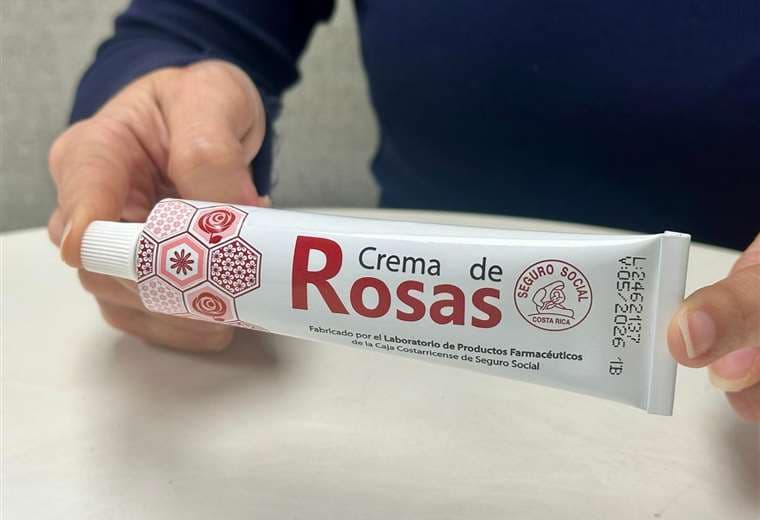 Crema de
Rosas
Fabricado por el Laboratorio de Productos Farmacéuticos
de la Caja Costarricense de Seguro Social
SEGURO SOCIAL
COSTA RICA
L:2462137
V:05/2026 1B